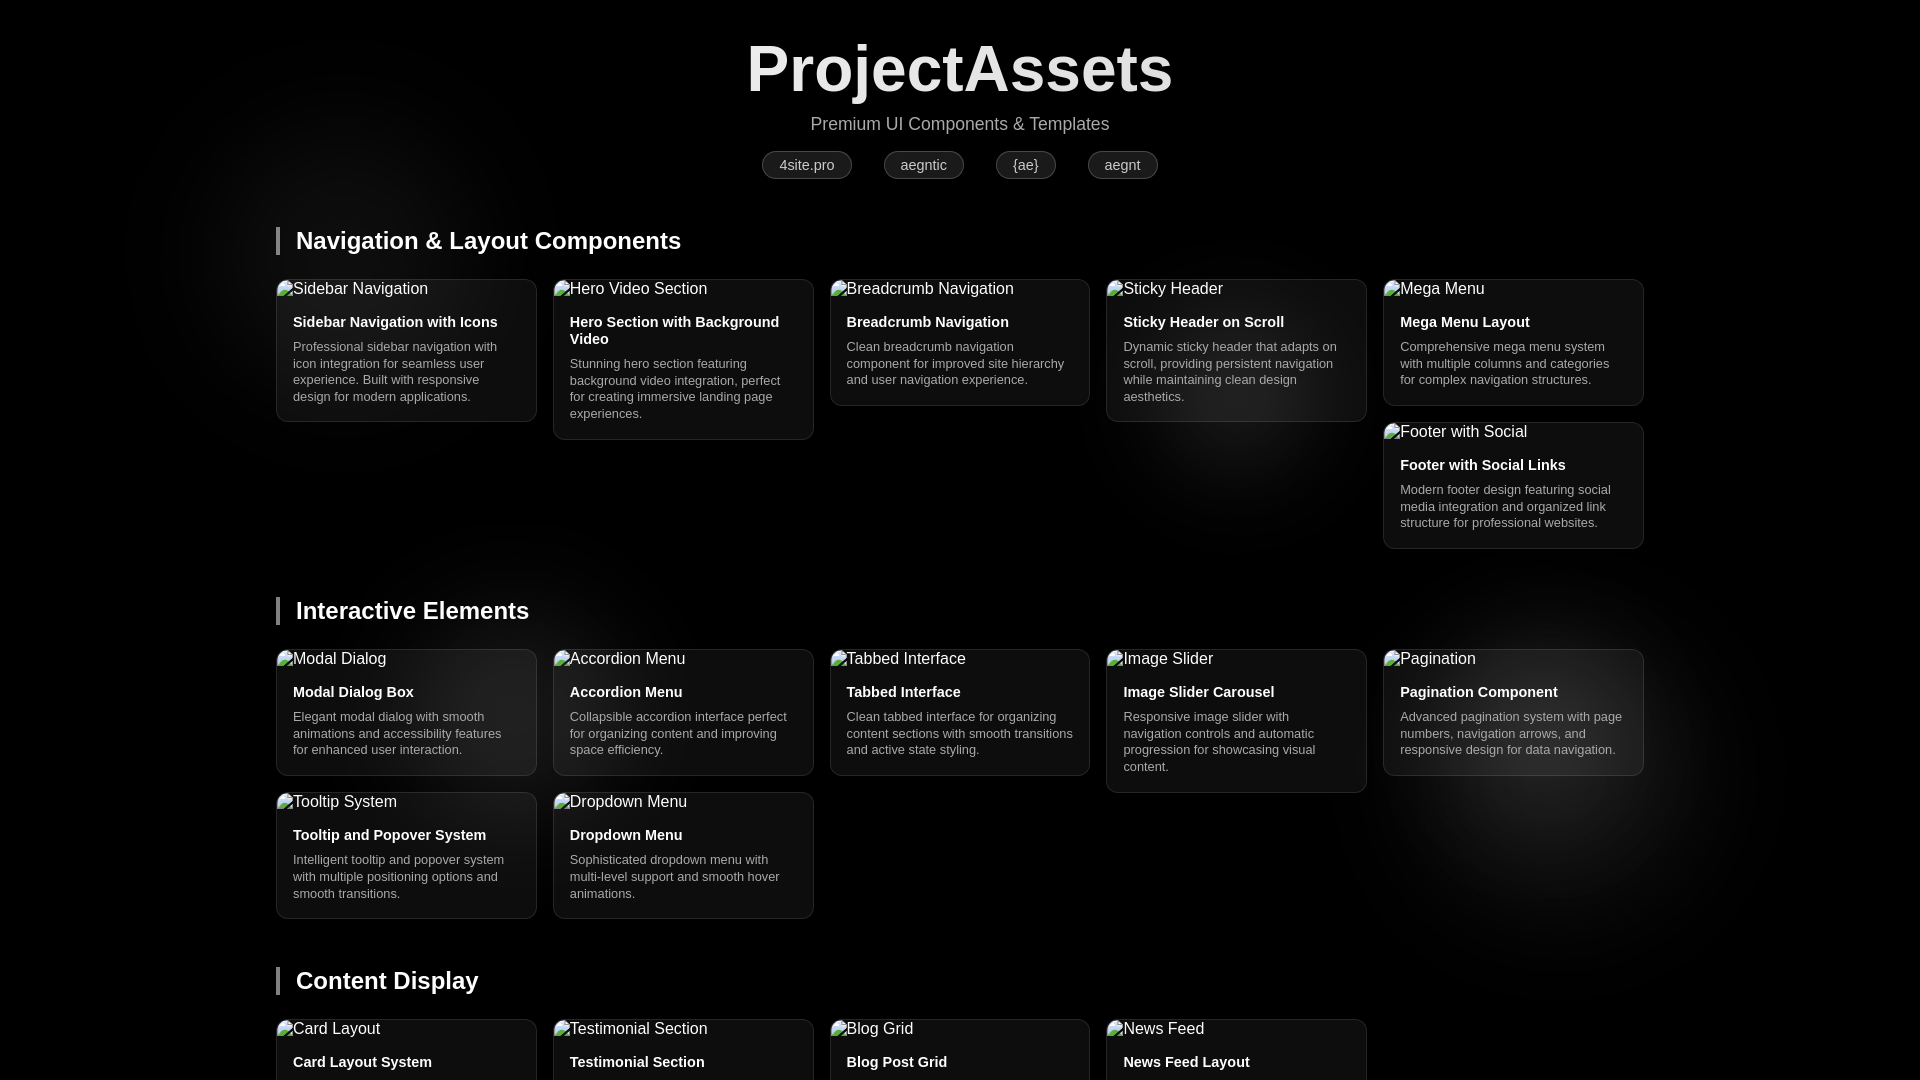 ProjectAssets
Premium UI Components & Templates
4site.pro
aegntic
{ae}
aegnt
Navigation & Layout Components
Sidebar Navigation
Sidebar Navigation with Icons
Professional sidebar navigation with
icon integration for seamless user
experience. Built with responsive
design for modern applications.
Hero Video Section
Hero Section with Background
Video
Stunning hero section featuring
background video integration, perfect
for creating immersive landing page
experiences.
Breadcrumb Navigation
Breadcrumb Navigation
Clean breadcrumb navigation
component for improved site hierarchy
and user navigation experience.
Sticky Header
Sticky Header on Scroll
Dynamic sticky header that adapts on
scroll, providing persistent navigation
while maintaining clean design
aesthetics.
Mega Menu
Mega Menu Layout
Comprehensive mega menu system
with multiple columns and categories
for complex navigation structures.
Footer with Social
Footer with Social Links
Modern footer design featuring social
media integration and organized link
structure for professional websites.
Interactive Elements
Modal Dialog
Modal Dialog Box
Elegant modal dialog with smooth
animations and accessibility features
for enhanced user interaction.
Accordion Menu
Accordion Menu
Collapsible accordion interface perfect
for organizing content and improving
space efficiency.
Tabbed Interface
Tabbed Interface
Clean tabbed interface for organizing
content sections with smooth transitions
and active state styling.
Image Slider
Image Slider Carousel
Responsive image slider with
navigation controls and automatic
progression for showcasing visual
content.
Pagination
Pagination Component
Advanced pagination system with page
numbers, navigation arrows, and
responsive design for data navigation.
Tooltip System
Tooltip and Popover System
Intelligent tooltip and popover system
with multiple positioning options and
smooth transitions.
Dropdown Menu
Dropdown Menu
Sophisticated dropdown menu with
multi-level support and smooth hover
animations.
Content Display
Card Layout
Card Layout System
Testimonial Section
Testimonial Section
Blog Grid
Blog Post Grid
News Feed
News Feed Layout